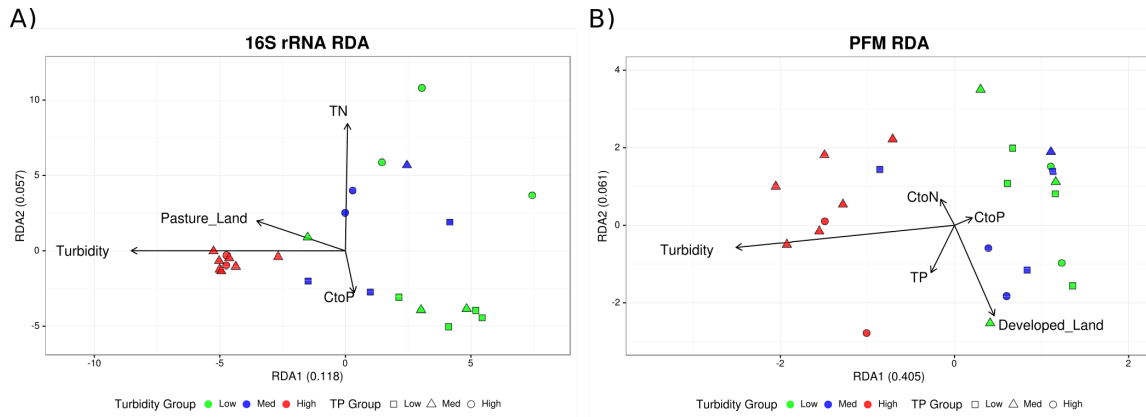 A)
16S rRNA RDA
10
5
0
-5
RDA2 (0.057)
TN
Pasture_Land
Turbidity
CtoP
-10
-5
0
5
RDA1 (0.118)
Turbidity Group
Low
Med
High
TP Group
Low
Med
High
B)
PFM RDA
4
2
0
-2
RDA2 (0.061)
CtoN
CtoP
Turbidity
TP
Developed_Land
-2
0
2
RDA1 (0.405)
Turbidity Group
Low
Med
High
TP Group
Low
Med
High